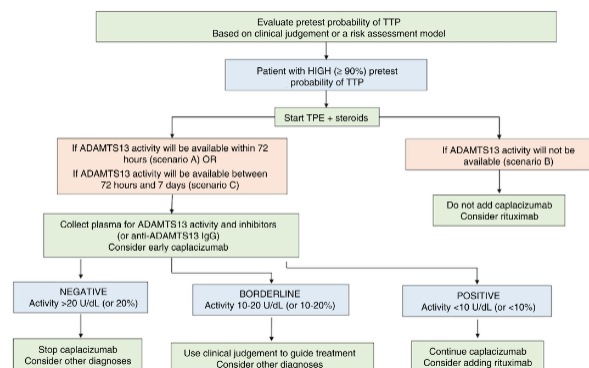 Evaluate pretest probability of TTP
Based on clinical judgement or a risk assessment model
Patient with HIGH (≥ 90%) pretest
probability of TTP
Start TPE + steroids
If ADAMTS13 activity will be available within 72
hours (scenario A) OR
If ADAMTS13 activity will be available between
72 hours and 7 days (scenario C)
If ADAMTS13 activity will not be
available (scenario B)
Do not add caplacizumab
Consider rituximab
Collect plasma for ADAMTS13 activity and inhibitors
(or anti-ADAMTS13 IgG)
Consider early caplacizumab
NEGATIVE
Activity >20 U/dL (or 20%)
BORDERLINE
Activity 10-20 U/dL (or 10-20%)
POSITIVE
Activity <10 U/dL (or <10%)
Stop caplacizumab
Consider other diagnoses
Use clinical judgement to guide treatment
Consider other diagnoses
Continue caplacizumab
Consider adding rituximab